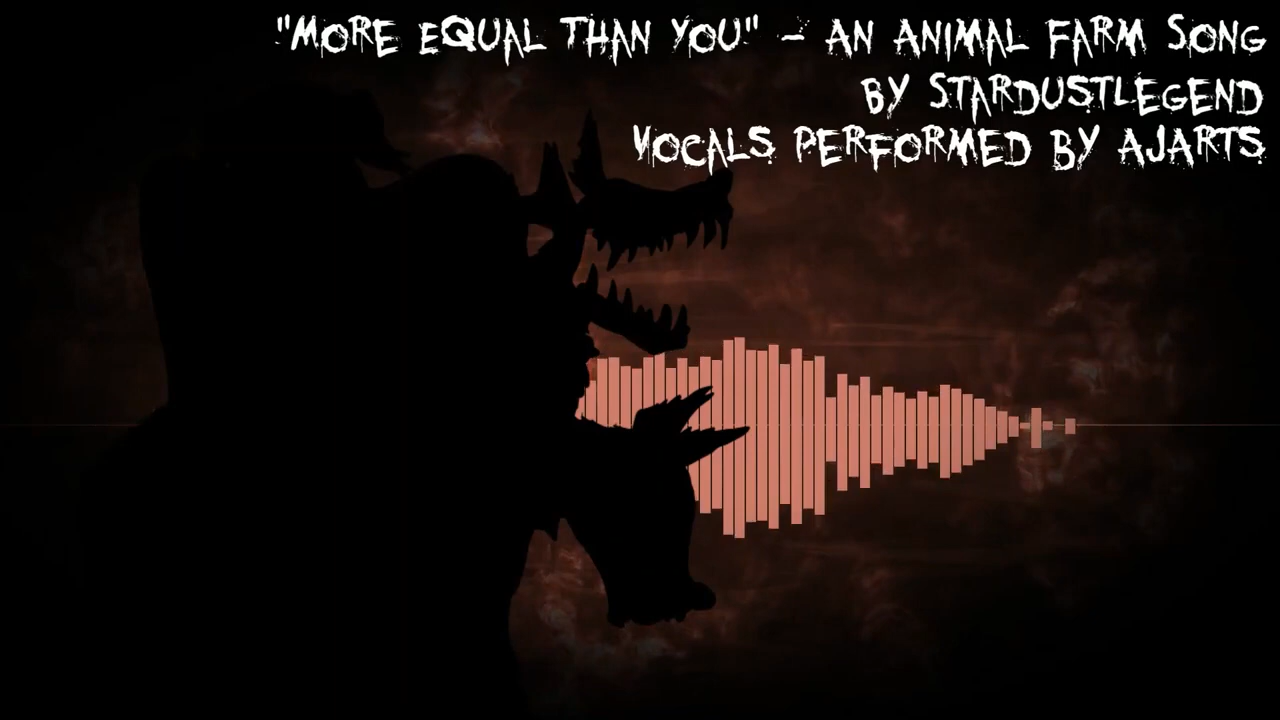 "MORE EQUAL THAN YOU" - AN ANIMAL FARM SONG
BY STARDUSTLEGEND
VOCALS PERFORMED BY AJARTS